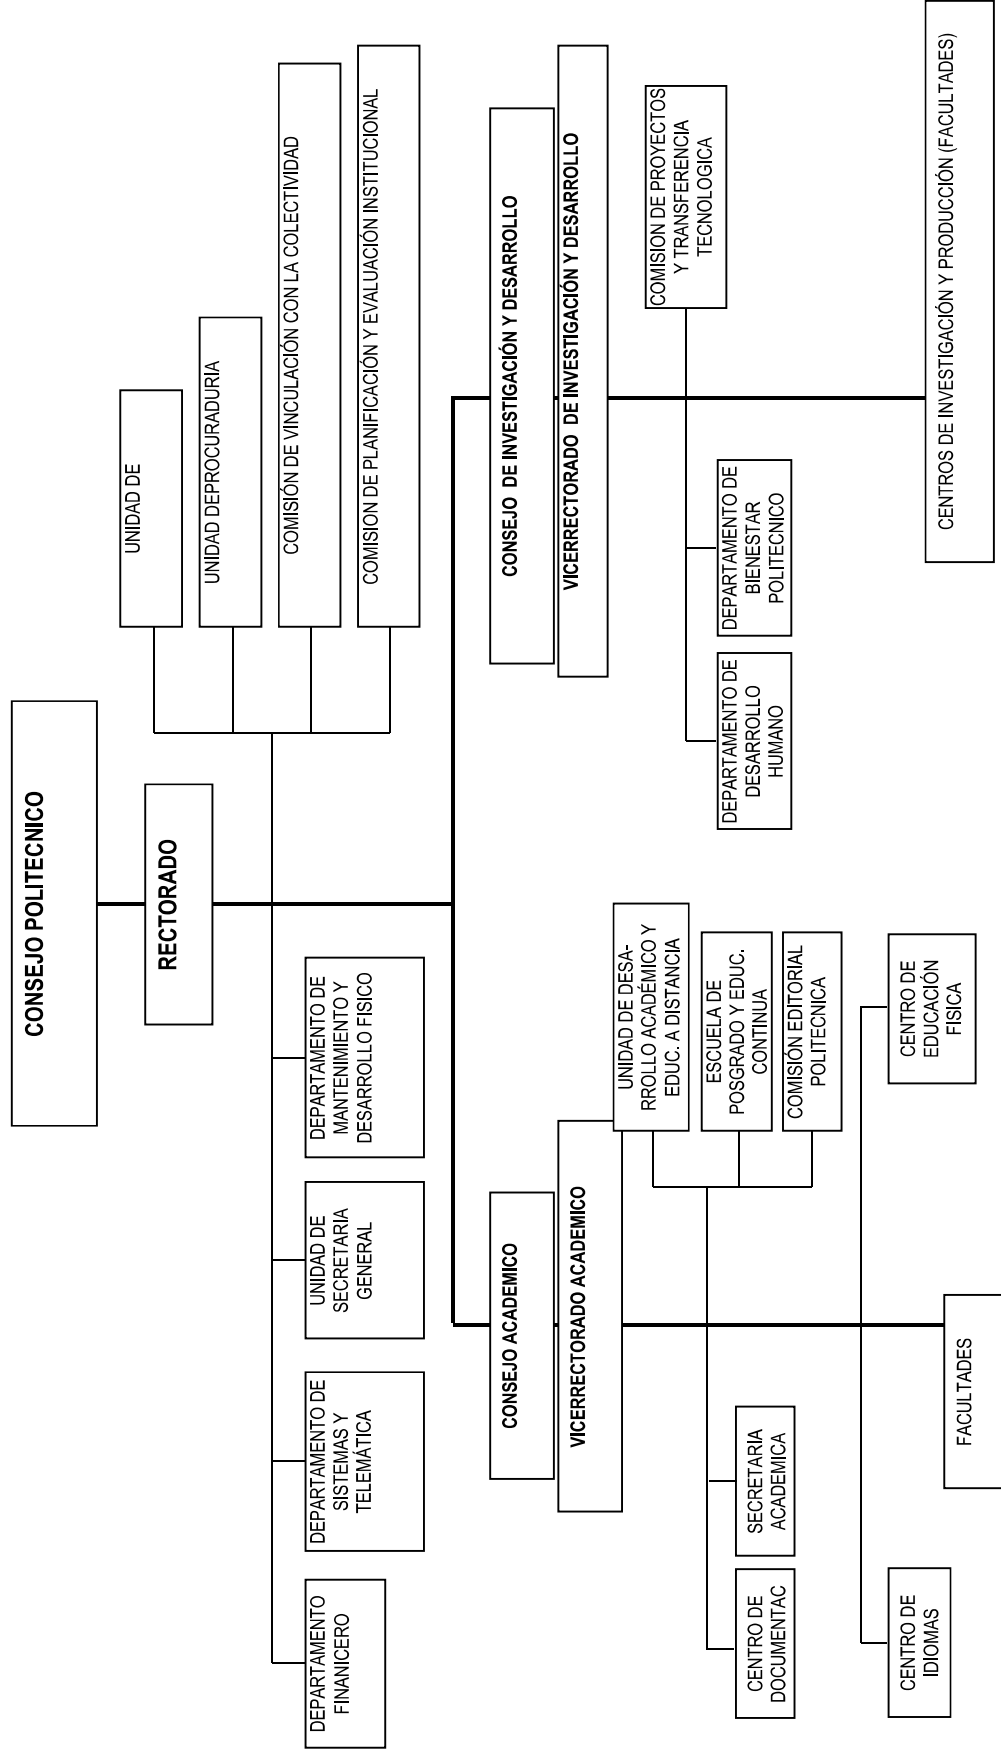 CONSEJO POLITECNICO
RECTORADO
UNIDAD DE
UNIDAD DEPROCURADURIA
COMISIÓN DE VINCULACIÓN CON LA COLECTIVIDAD
COMISION DE PLANIFICACIÓN Y EVALUACIÓN INSTITUCIONAL
DEPARTAMENTO
FINANICERO
DEPARTAMENTO DE
SISTEMAS Y
TELEMÁTICA
UNIDAD DE
SECRETARIA
GENERAL
DEPARTAMENTO DE
MANTENIMIENTO Y
DESARROLLO FISICO
CONSEJO ACADEMICO
VICERRECTORADO ACADEMICO
CONSEJO DE INVESTIGACIÓN Y DESARROLLO
VICERRECTORADO DE INVESTIGACIÓN Y DESARROLLO
UNIDAD DE DESA-
RROLLO ACADÉMICO Y
EDUC. A DISTANCIA
ESCUELA DE
POSGRADO Y EDUC.
CONTINUA
COMISIÓN EDITORIAL
POLITECNICA
CENTRO DE
DOCUMENTAC
SECRETARIA
ACADEMICA
COMISION DE PROYECTOS
Y TRANSFERENCIA
TECNOLOGICA
DEPARTAMENTO DE
DESARROLLO
HUMANO
DEPARTAMENTO DE
BIENESTAR
POLITECNICO
CENTRO DE
IDIOMAS
CENTRO DE
EDUCACIÓN
FISICA
FACULTADES
CENTROS DE INVESTIGACIÓN Y PRODUCCIÓN (FACULTADES)